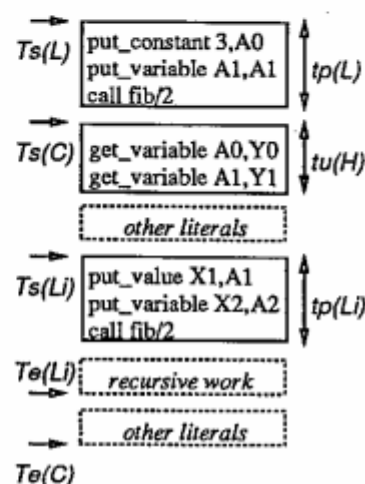 Ts(L)
put_constant 3,A0
put_variable A1,A1
call fib/2
tp(L)
Ts(C)
get_variable A0,Y0
get_variable A1,Y1
tu(H)
other literals
Ts(Li)
put_value X1,A1
put_variable X2,A2
call fib/2
tp(Li)
Te(Li)
recursive work
other literals
Te(C)